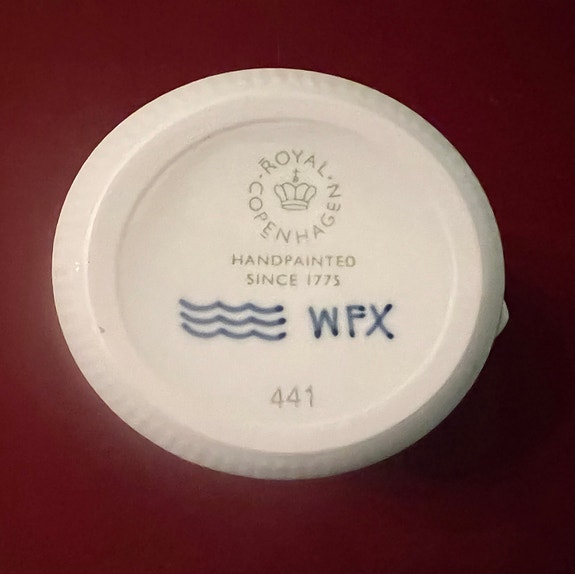 ROYAL
COPENHAGEN
HANDPAINTED
SINCE 1775
WFX
441